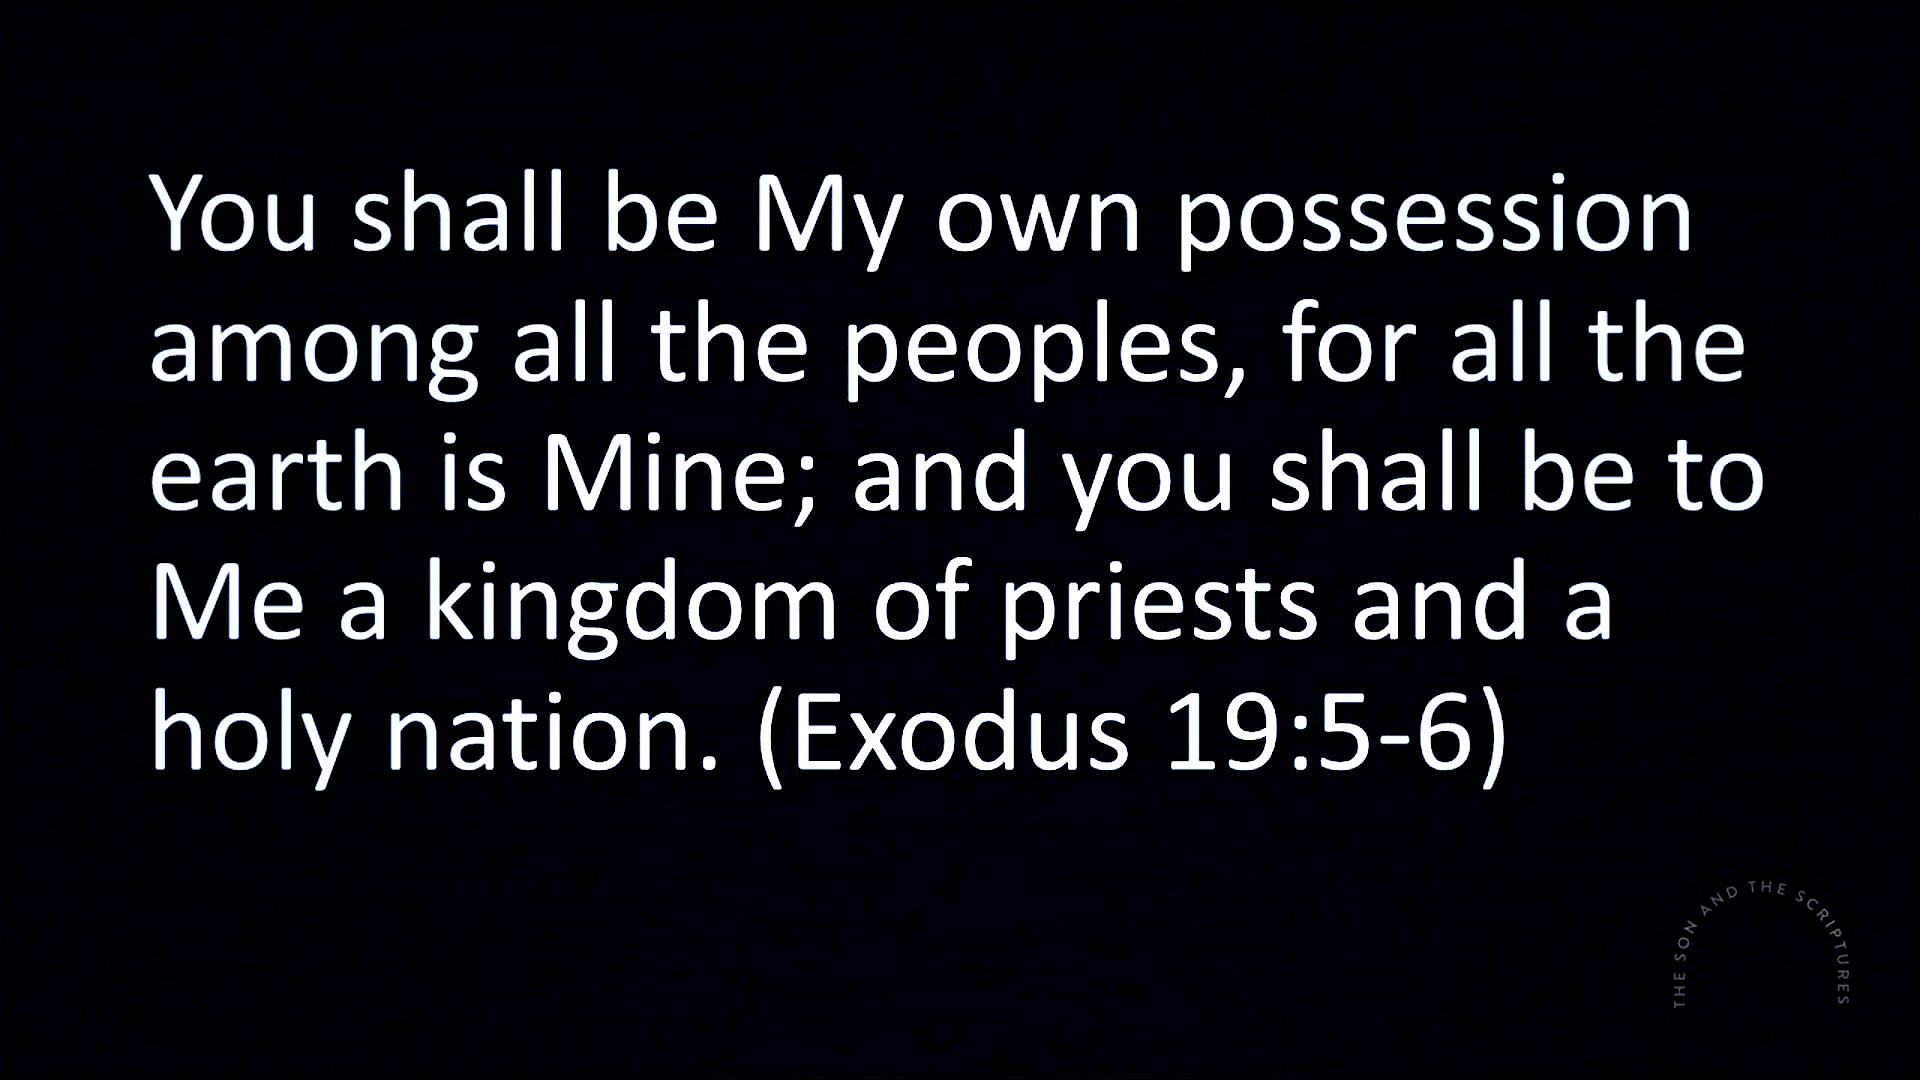 You shall be My own possession
among all the peoples, for all the
earth is Mine; and you shall be to
Me a kingdom of priests and a
holy nation. (Exodus 19:5-6)
THE SON AND THE SCRIPTURES